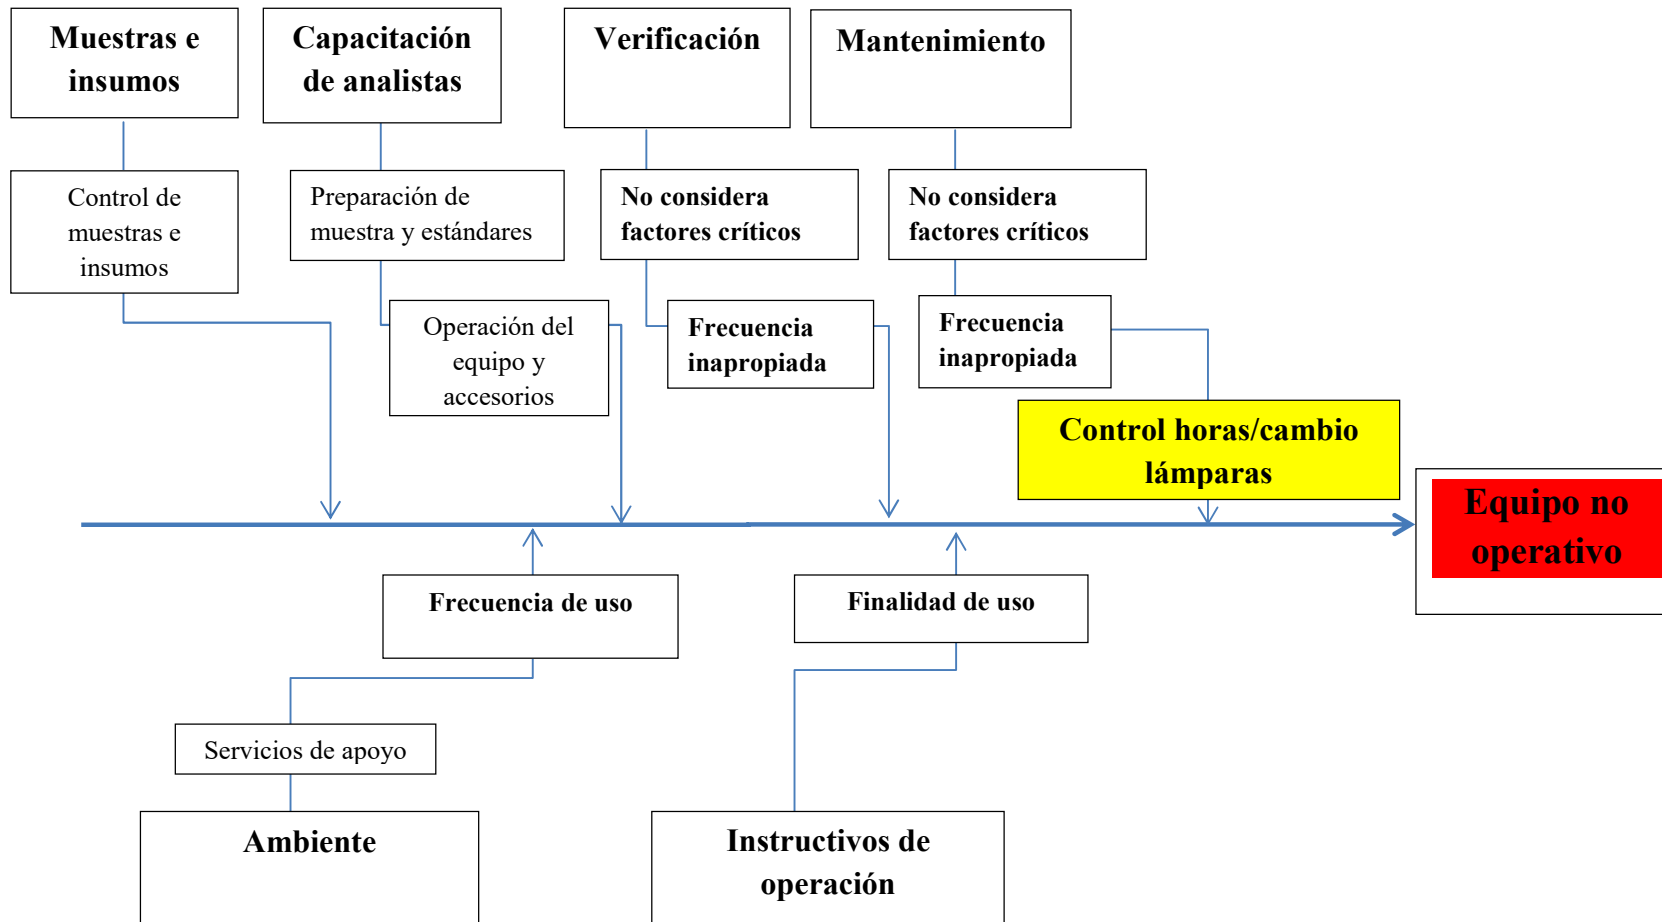 Muestras e
insumos
Capacitación
de analistas
Verificación
Mantenimiento
Control de
muestras e
insumos
Preparación de
muestra y estándares
No considera
factores críticos
No considera
factores críticos
Operación del
equipo y
accesorios
Frecuencia
inapropiada
Frecuencia
inapropiada
Control horas/cambio
lámparas
Equipo no
operativo
Frecuencia de uso
Finalidad de uso
Servicios de apoyo
Ambiente
Instructivos de
operación